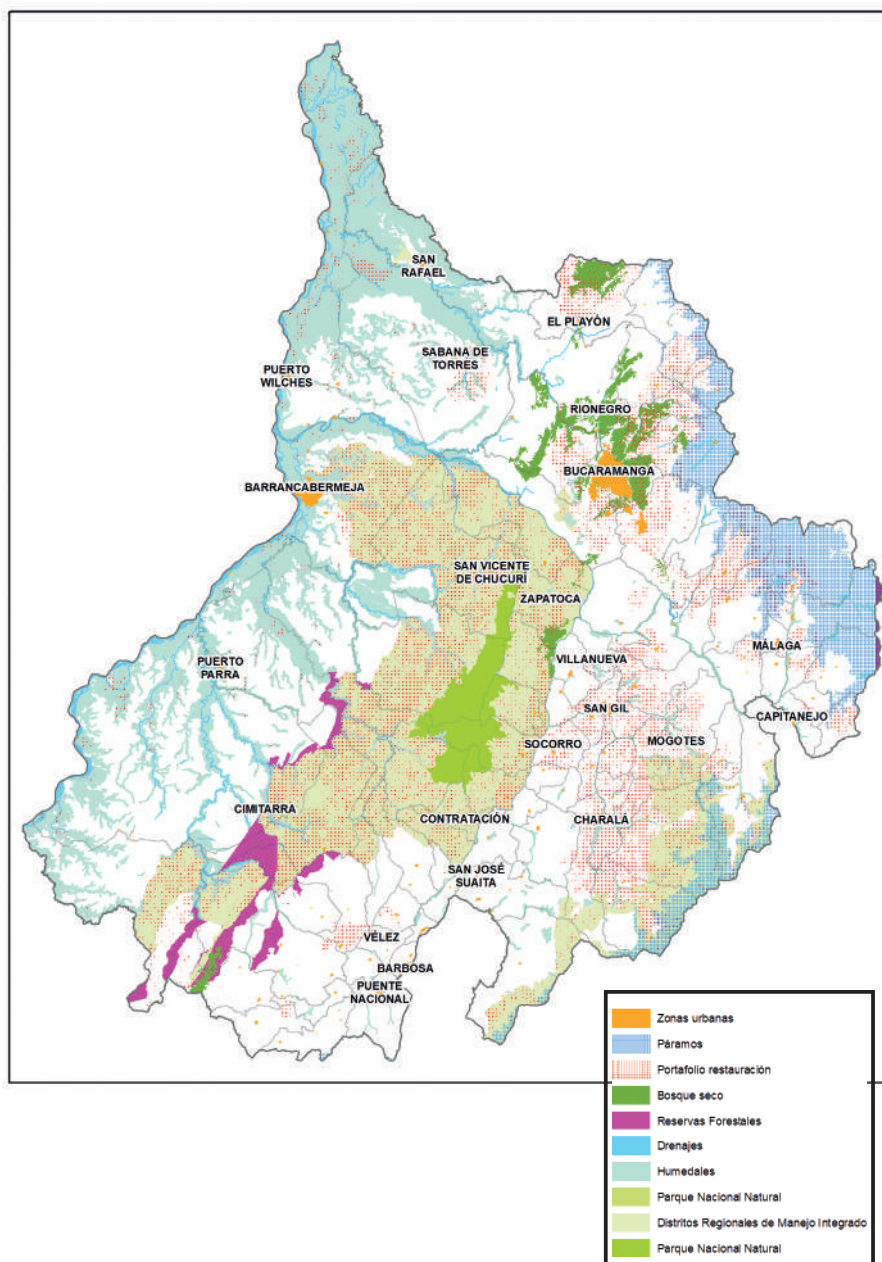 SAN
RAFAEL
EL PLAYÓN
SABANA DE
TORRES
PUERTO
WILCHES
RIONEGRO
BUCARAMANGA
BARRANCABERMEJA
SAN VICENTE
DE CHUCURÍ
ZAPATOCA
MÁLAGA
VILLANUEVA
PUERTO
PARRA
SAN GIL
CAPITANEJO
SOCORRO
MOGOTES
CIMITARRA
CONTRATACIÓN
CHARALÁ
SAN JOSÉ
SUAITA
VÉLEZ
BARBOSA
PUENTE
NACIONAL
Zonas urbanas
Páramos
Portafolio restauración
Bosque seco
Reservas Forestales
Drenajes
Humedales
Parque Nacional Natural
Distritos Regionales de Manejo Integrado
Parque Nacional Natural